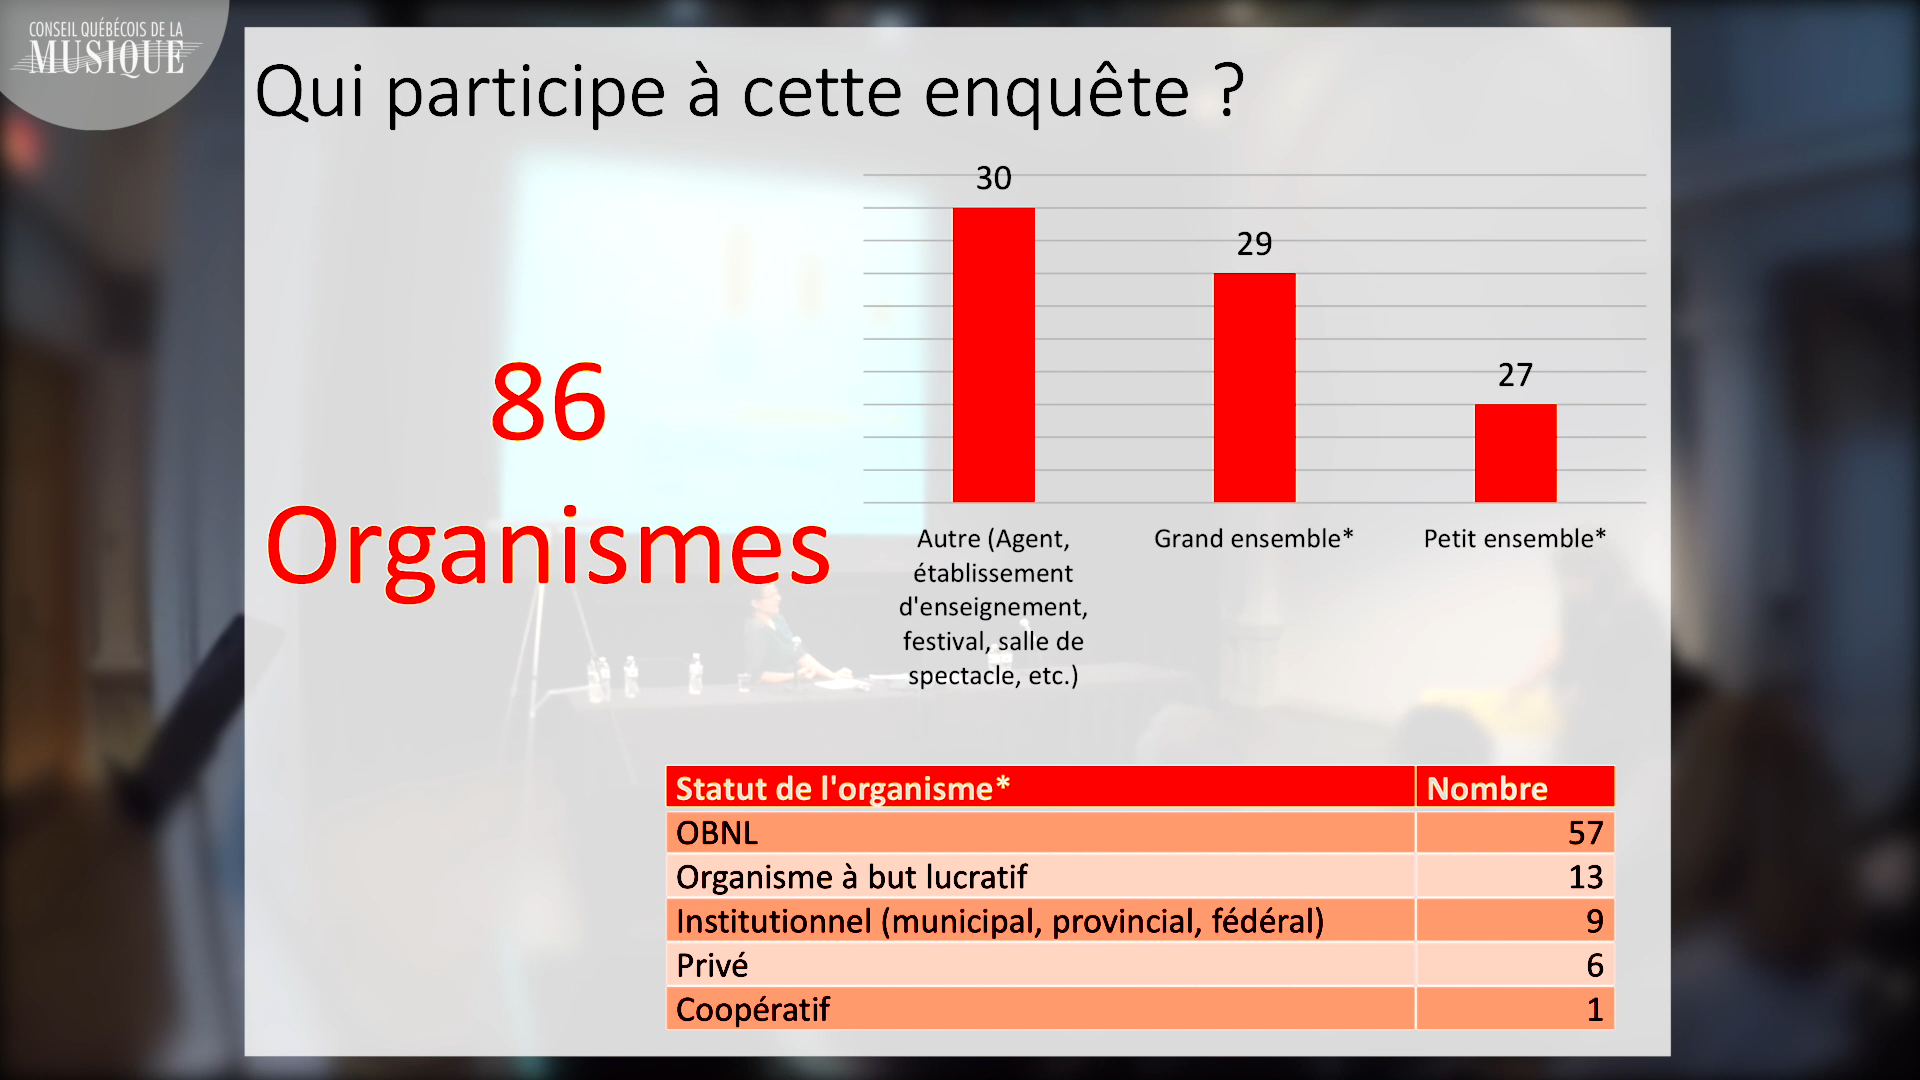 CONSEIL QUÉBÉCOIS DE LA
MUSIQUE
Qui participe à cette enquête ?
86
Organismes
30
29
27
Autre (Agent,
établissement
d'enseignement,
festival, salle de
spectacle, etc.)
Grand ensemble*
Petit ensemble*
Statut de l'organisme* Nombre
OBNL 57
Organisme à but lucratif 13
Institutionnel (municipal, provincial, fédéral) 9
Privé 6
Coopératif 1